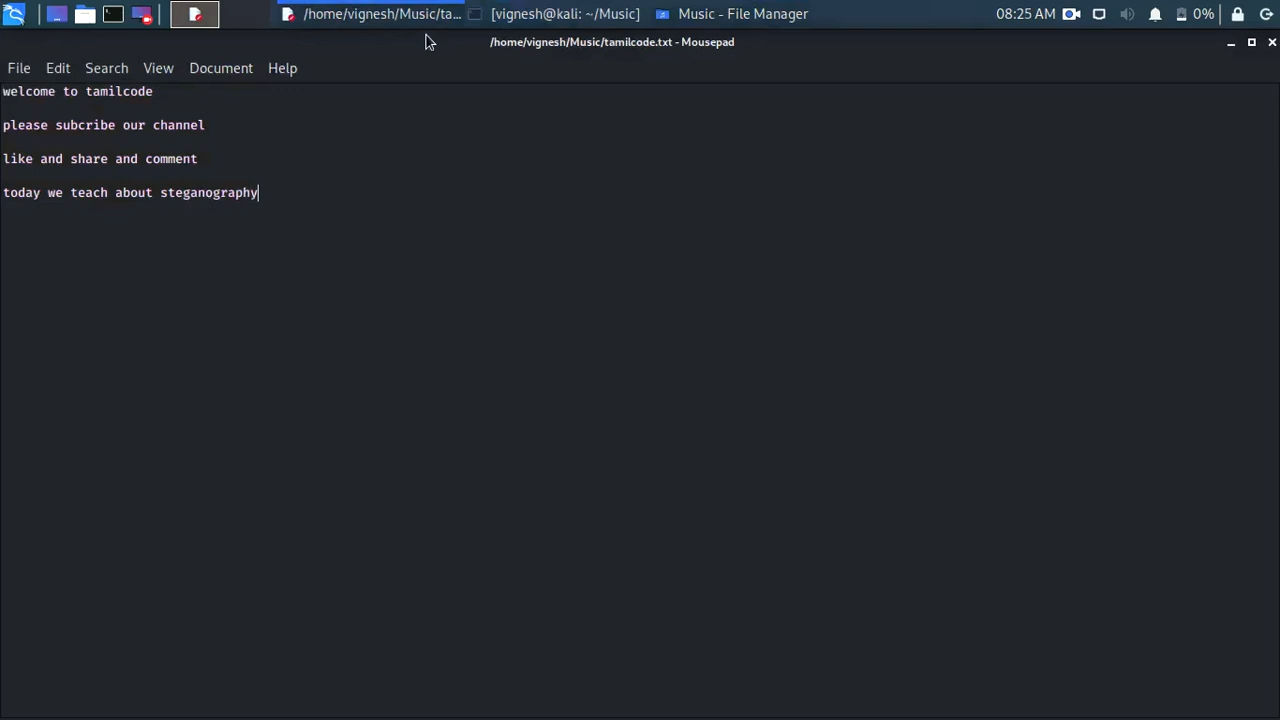 /home/vignesh/Music/ta... [vignesh@kali: ~/Music] Music - File Manager 08:25 AM 0%
/home/vignesh/Music/tamilcode.txt - Mousepad
File Edit Search View Document Help
welcome to tamilcode
please subcribe our channel
like and share and comment
today we teach about steganography